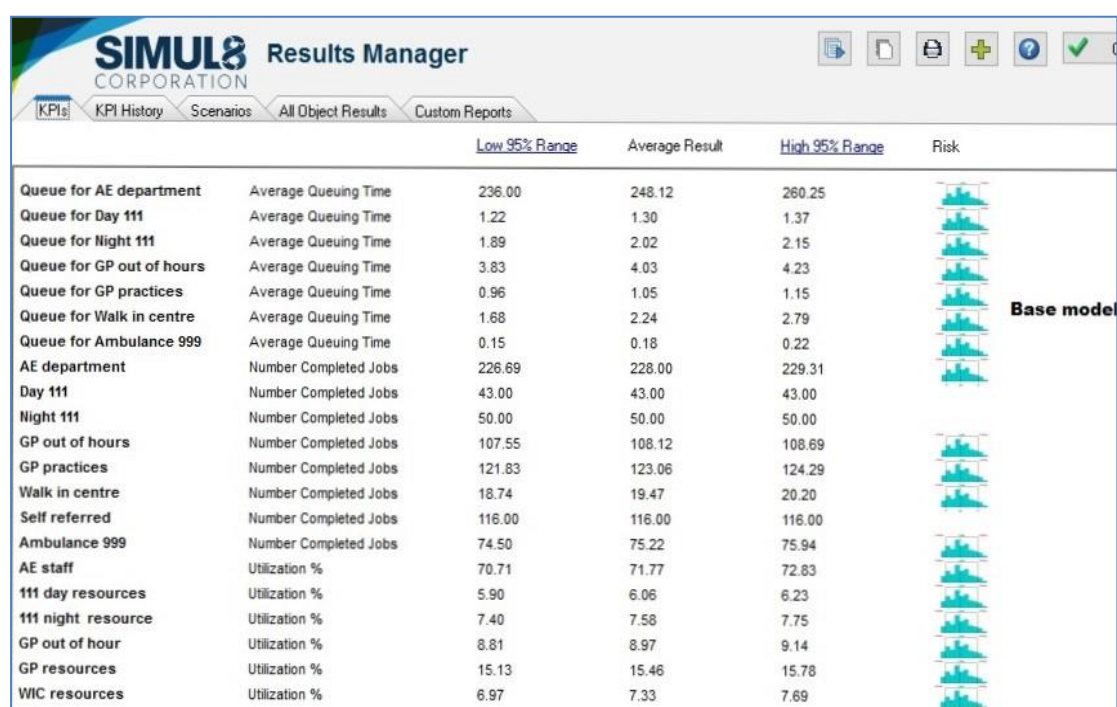 SIMUL8 Results Manager
CORPORATION
KPIs KPI History Scenarios All Object Results Custom Reports
Low 95% Range Average Result High 95% Range Risk
Queue for AE department Average Queuing Time 236.00 248.12 260.25
Queue for Day 111 Average Queuing Time 1.22 1.30 1.37
Queue for Night 111 Average Queuing Time 1.89 2.02 2.15
Queue for GP out of hours Average Queuing Time 3.83 4.03 4.23
Queue for GP practices Average Queuing Time 0.96 1.05 1.15
Queue for Walk in centre Average Queuing Time 1.68 2.24 2.79 Base model
Queue for Ambulance 999 Average Queuing Time 0.15 0.18 0.22
AE department Number Completed Jobs 226.69 228.00 229.31
Day 111 Number Completed Jobs 43.00 43.00 43.00
Night 111 Number Completed Jobs 50.00 50.00 50.00
GP out of hours Number Completed Jobs 107.55 108.12 108.69
GP practices Number Completed Jobs 121.83 123.06 124.29
Walk in centre Number Completed Jobs 18.74 19.47 20.20
Self referred Number Completed Jobs 116.00 116.00 116.00
Ambulance 999 Number Completed Jobs 74.50 75.22 75.94
AE staff Utilization % 70.71 71.77 72.83
111 day resources Utilization % 5.90 6.06 6.23
111 night resource Utilization % 7.40 7.58 7.75
GP out of hour Utilization % 8.81 8.97 9.14
GP resources Utilization % 15.13 15.46 15.78
WIC resources Utilization % 6.97 7.33 7.69